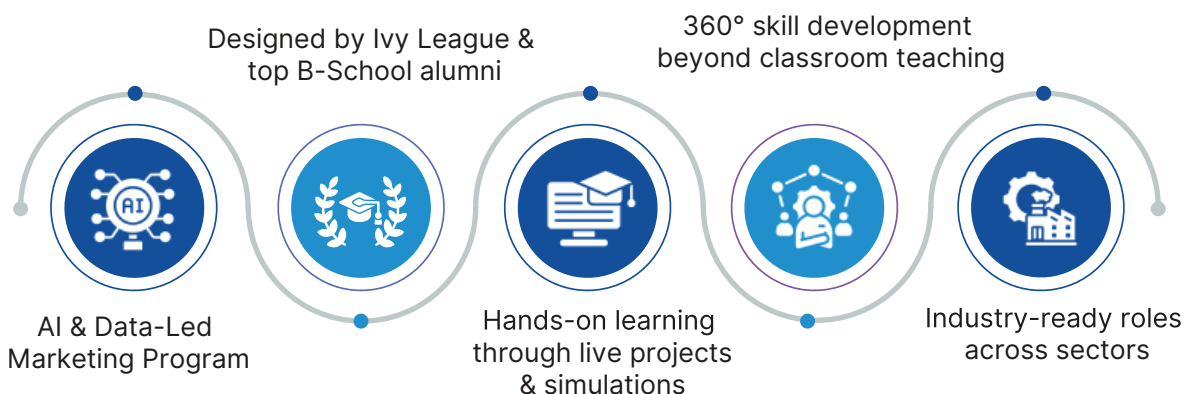 AI
AI & Data-Led
Marketing Program
Designed by Ivy League &
top B-School alumni
Hands-on learning
through live projects
& simulations
360° skill development
beyond classroom teaching
Industry-ready roles
across sectors